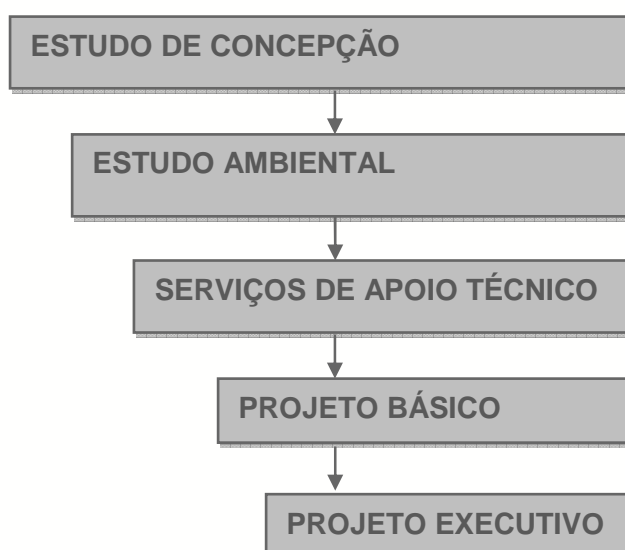 ESTUDO DE CONCEPÇÃO
ESTUDO AMBIENTAL
SERVIÇOS DE APOIO TÉCNICO
PROJETO BÁSICO
PROJETO EXECUTIVO